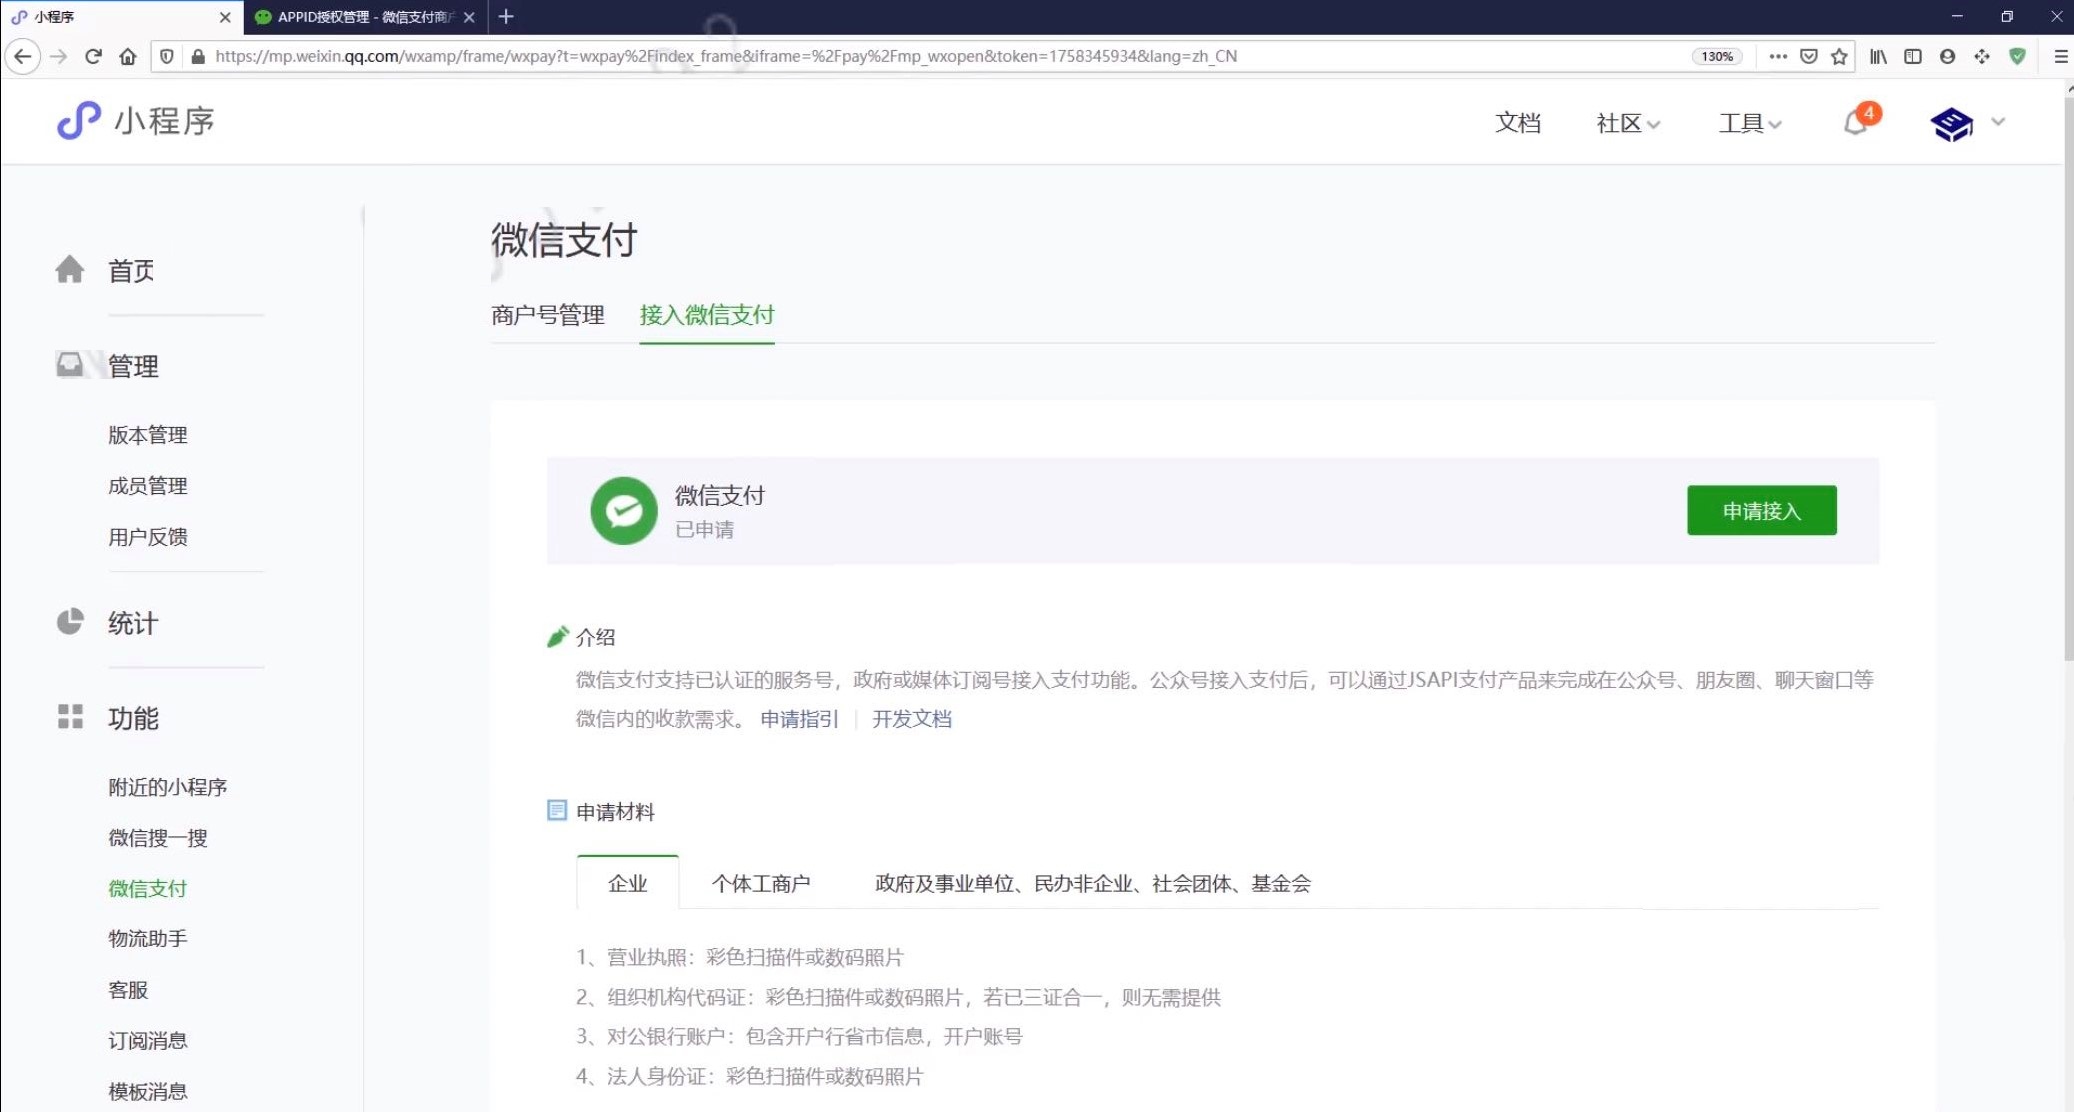 小程序
APPID授权管理 - 微信支付商户
https://mp.weixin.qq.com/wxamp/frame/wxpay?t=wxpay%2Findex_frame&iframe=%2Fpay%2Fmp_wxopen&token=1758345934&lang=zh_CN
130%
小程序
文档
社区
工具
4
首页
管理
版本管理
成员管理
用户反馈
统计
功能
附近的小程序
微信搜一搜
微信支付
物流助手
客服
订阅消息
模板消息
微信支付
商户号管理
接入微信支付
微信支付
已申请
申请接入
介绍
微信支付支持已认证的服务号，政府或媒体订阅号接入支付功能。公众号接入支付后，可以通过JSAPI支付产品来完成在公众号、朋友圈、聊天窗口等
微信内的收款需求。 申请指引 | 开发文档
申请材料
企业
个体工商户
政府及事业单位、民办非企业、社会团体、基金会
1、营业执照：彩色扫描件或数码照片
2、组织机构代码证：彩色扫描件或数码照片，若已三证合一，则无需提供
3、对公银行账户：包含开户行省市信息，开户账号
4、法人身份证：彩色扫描件或数码照片